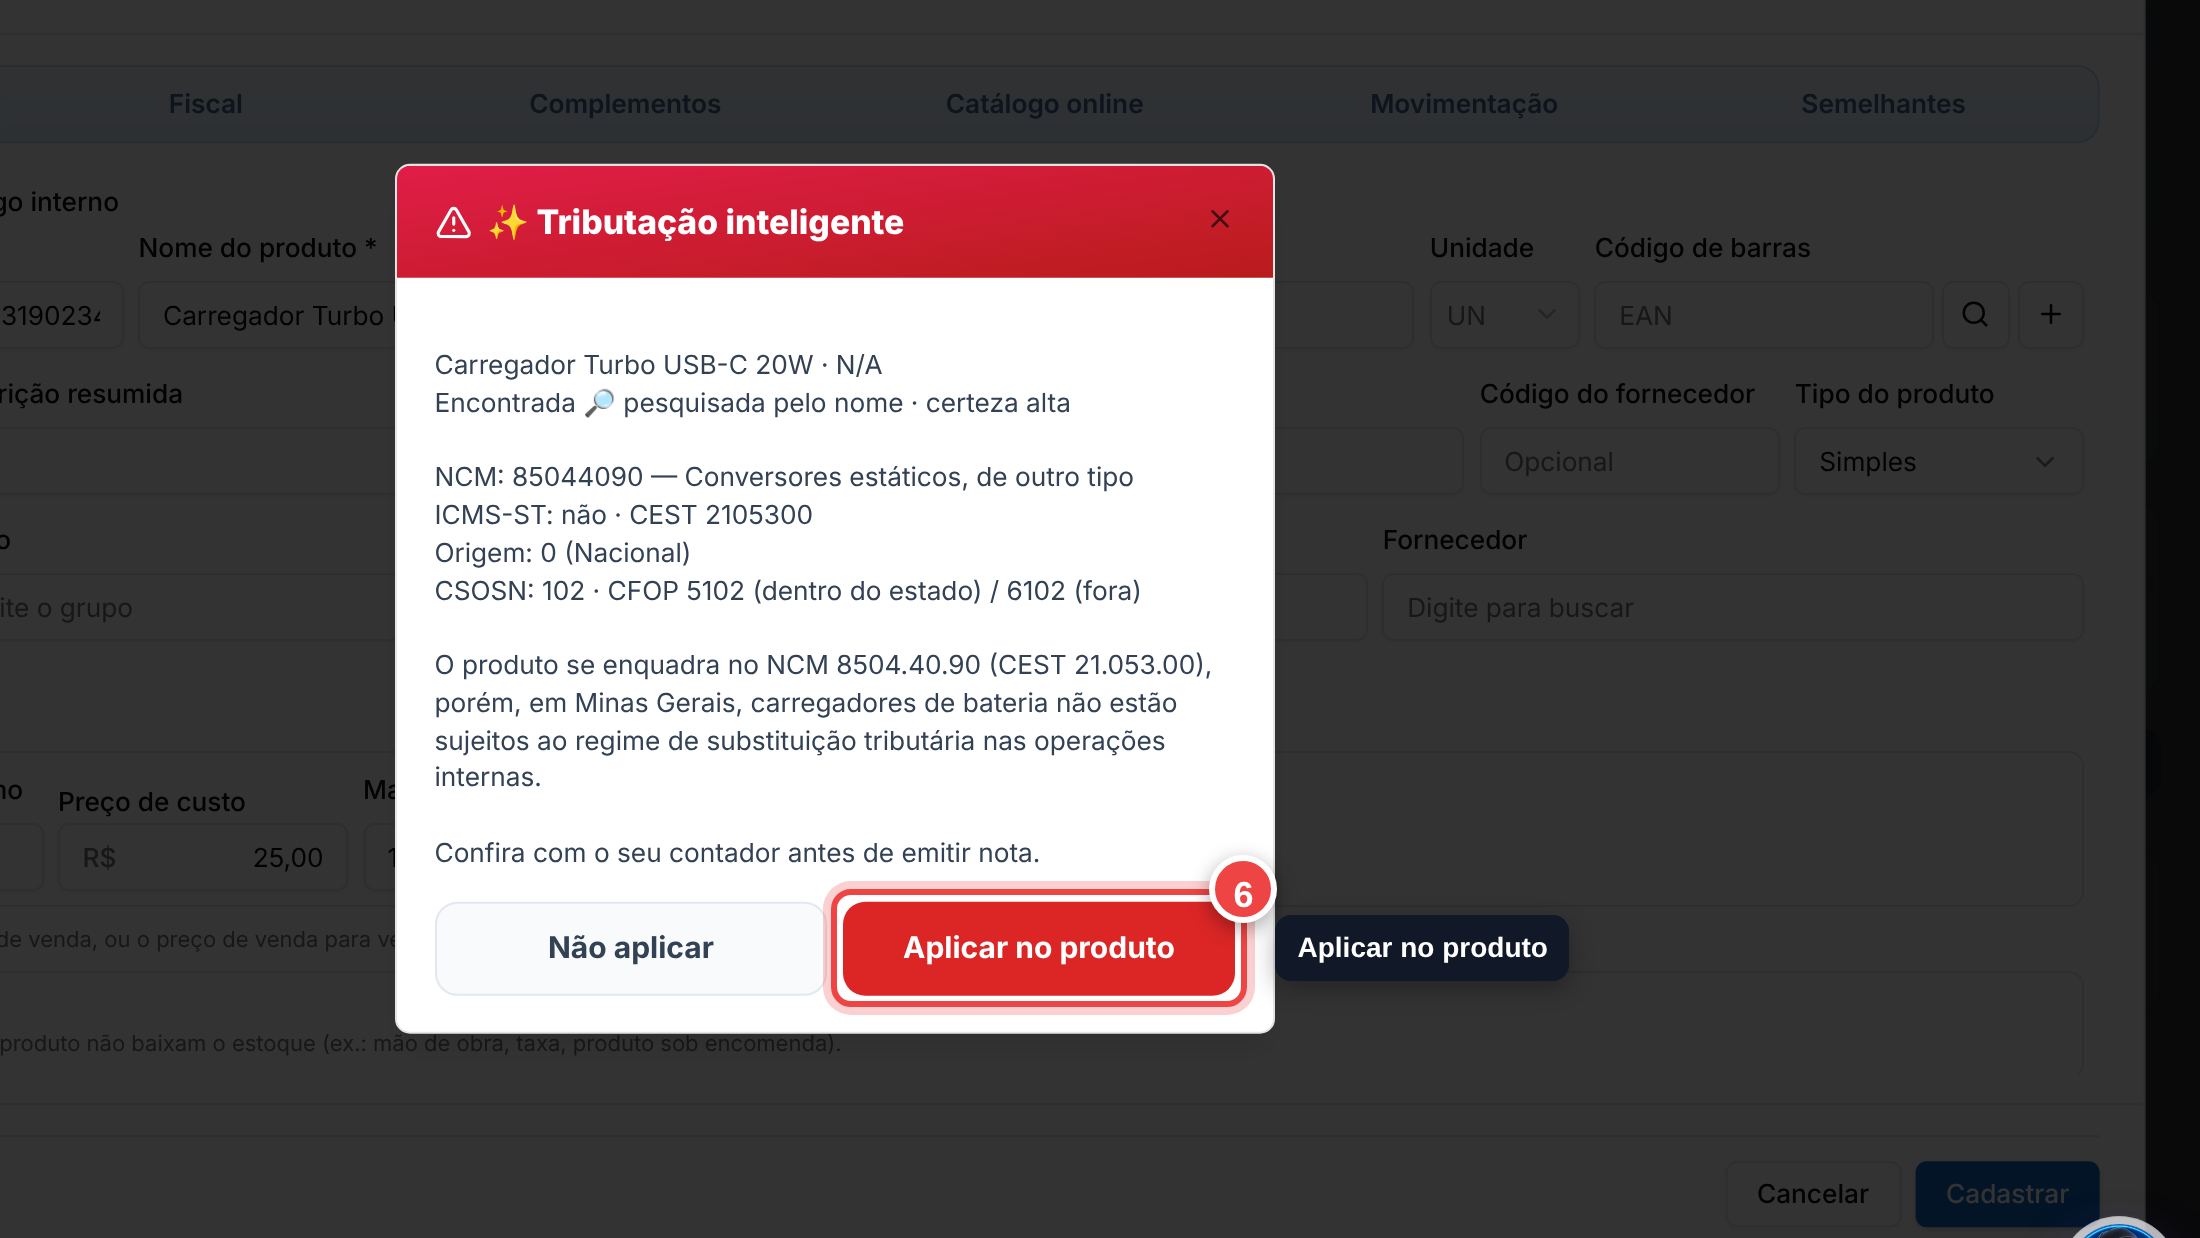 Fiscal Complementos Catálogo online Movimentação Semelhantes
go interno
✨ Tributação inteligente
Nome do produto *
Unidade Código de barras
Carregador Turbo
UN
EAN
rição resumida
Código do fornecedor Tipo do produto
Opcional
Simples
Fornecedor
ite o grupo
Digite para buscar
Carregador Turbo USB-C 20W · N/A
Encontrada 🔎 pesquisada pelo nome · certeza alta
NCM: 85044090 — Conversores estáticos, de outro tipo
ICMS-ST: não · CEST 2105300
Origem: 0 (Nacional)
CSOSN: 102 · CFOP 5102 (dentro do estado) / 6102 (fora)
O produto se enquadra no NCM 8504.40.90 (CEST 21.053.00),
porém, em Minas Gerais, carregadores de bateria não estão
sujeitos ao regime de substituição tributária nas operações
internas.
Confira com o seu contador antes de emitir nota.
Preço de custo
R$ 25,00
6
Não aplicar Aplicar no produto
Aplicar no produto
de venda, ou o preço de venda para
produto não baixam o estoque (ex.: mão de obra, taxa, produto sob encomenda).
Cancelar Cadastrar